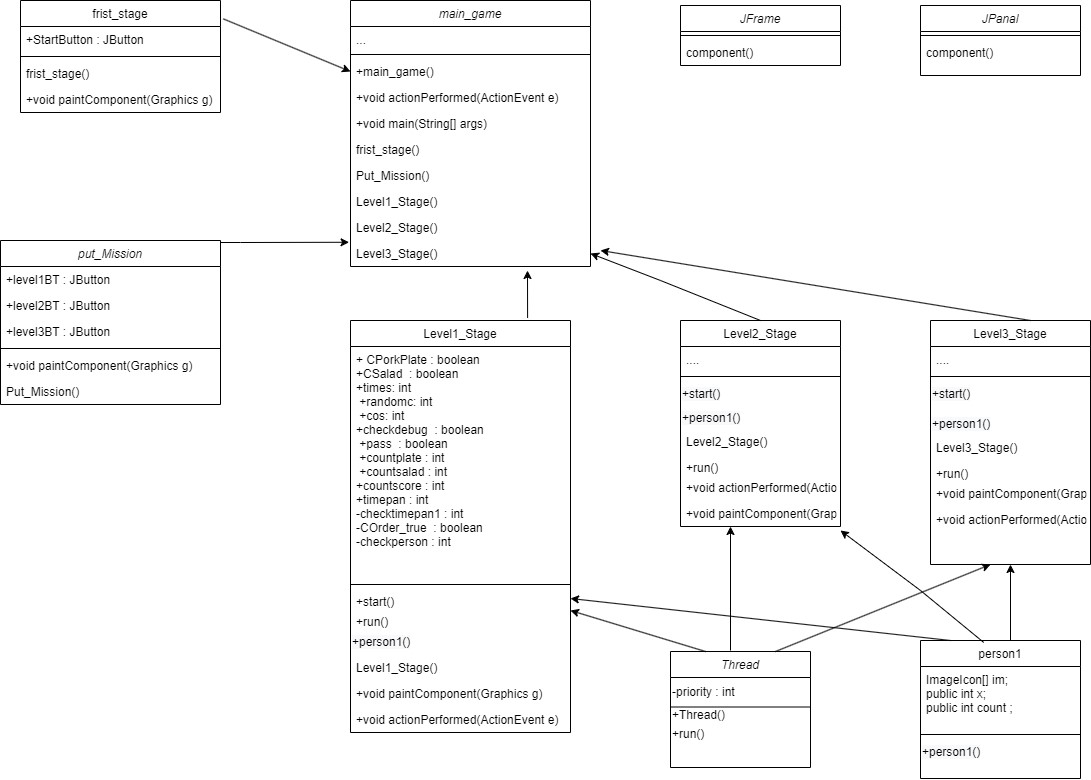 frist_stage
+StartButton : JButton
frist_stage()
+void paintComponent(Graphics g)
main_game
...
+main_game()
+void actionPerformed(ActionEvent e)
+void main(String[] args)
frist_stage()
Put_Mission()
Level1_Stage()
Level2_Stage()
Level3_Stage()
JFrame
component()
JPanal
component()
put_Mission
+level1BT : JButton
+level2BT : JButton
+level3BT : JButton
+void paintComponent(Graphics g)
Put_Mission()
Level1_Stage
+ CPorkPlate : boolean
+CSalad : boolean
+times: int
+randomc: int
+cos: int
+checkdebug : boolean
+pass : boolean
+countplate : int
+countsalad : int
+countscore : int
+timepan : int
-checktimepan1 : int
-COrder_true : boolean
-checkperson : int
+start()
+run()
+person1()
Level1_Stage()
+void paintComponent(Graphics g)
+void actionPerformed(ActionEvent e)
Level2_Stage
....
+start()
+person1()
Level2_Stage()
+run()
+void actionPerformed(Actio
+void paintComponent(Grap
Level3_Stage
....
+start()
+person1()
Level3_Stage()
+run()
+void paintComponent(Grap
+void actionPerformed(Actio
Thread
-priority : int
+Thread()
+run()
person1
ImageIcon[] im;
public int x;
public int count ;
+person1()